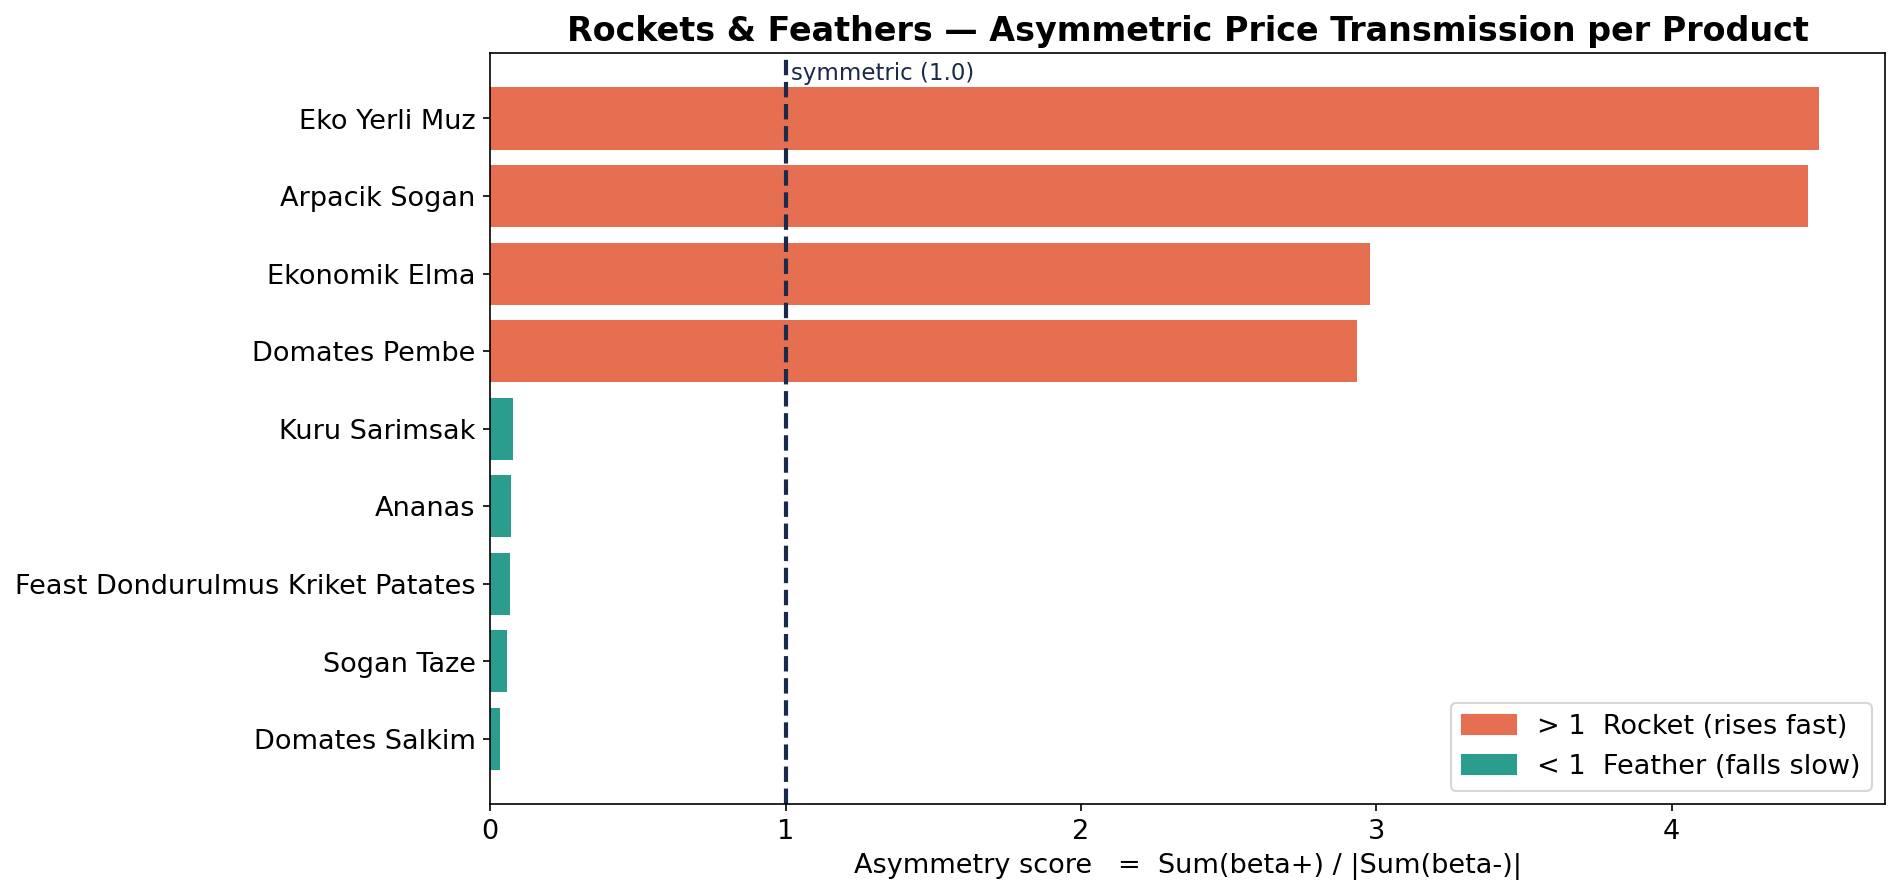 Rockets & Feathers — Asymmetric Price Transmission per Product
symmetric (1.0)
Eko Yerli Muz
Arpacik Sogan
Ekonomik Elma
Domates Pembe
Kuru Sarimsak
Ananas
Feast Dondurulmus Kriket Patates
Sogan Taze
Domates Salkim
> 1 Rocket (rises fast)
< 1 Feather (falls slow)
0 1 2 3 4
Asymmetry score = Sum(beta+) / |Sum(beta-)|